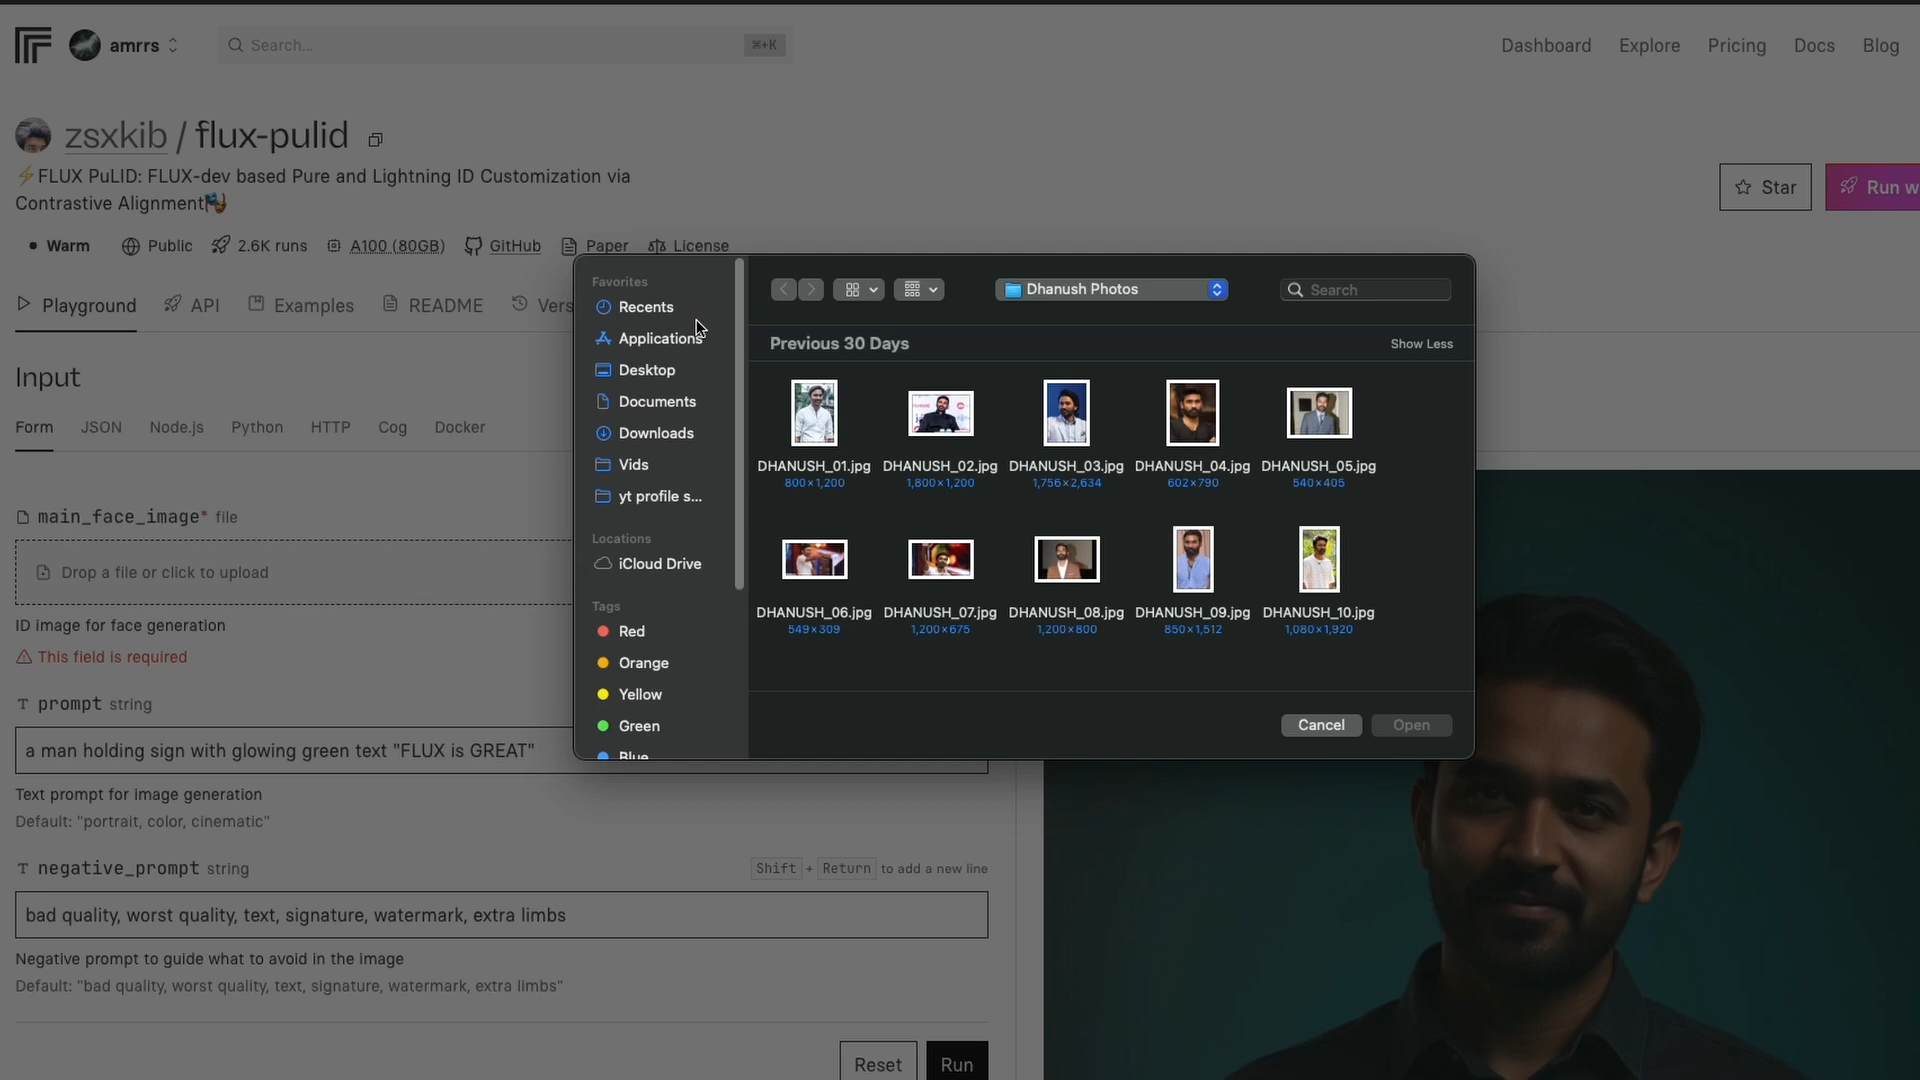 amrrs
Search...
⌘+K
Dashboard
Explore
Pricing
Docs
Blog
zsxkib / flux-pulid
⚡FLUX PuLID: FLUX-dev based Pure and Lightning ID Customization via
Contrastive Alignment🎭
Star
Run w
Warm
Public
2.6K runs
A100 (80GB)
GitHub
Paper
License
Playground
API
Examples
README
Vers
Input
Form
JSON
Node.js
Python
HTTP
Cog
Docker
main_face_image* file
Drop a file or click to upload
ID image for face generation
This field is required
T prompt string
a man holding sign with glowing green text "FLUX is GREAT"
Text prompt for image generation
Default: "portrait, color, cinematic"
T negative_prompt string
Shift + Return to add a new line
bad quality, worst quality, text, signature, watermark, extra limbs
Negative prompt to guide what to avoid in the image
Default: "bad quality, worst quality, text, signature, watermark, extra limbs"
Reset
Run
Favorites
Recents
Applications
Desktop
Documents
Downloads
Vids
yt profile s...
Locations
iCloud Drive
Tags
Red
Orange
Yellow
Green
Blue
Dhanush Photos
Search
Previous 30 Days
Show Less
DHANUSH_01.jpg
800×1,200
DHANUSH_02.jpg
1,800×1,200
DHANUSH_03.jpg
1,756×2,634
DHANUSH_04.jpg
602×790
DHANUSH_05.jpg
540×405
DHANUSH_06.jpg
549×309
DHANUSH_07.jpg
1,200×675
DHANUSH_08.jpg
1,200×800
DHANUSH_09.jpg
850×1,512
DHANUSH_10.jpg
1,080×1,920
Cancel
Open